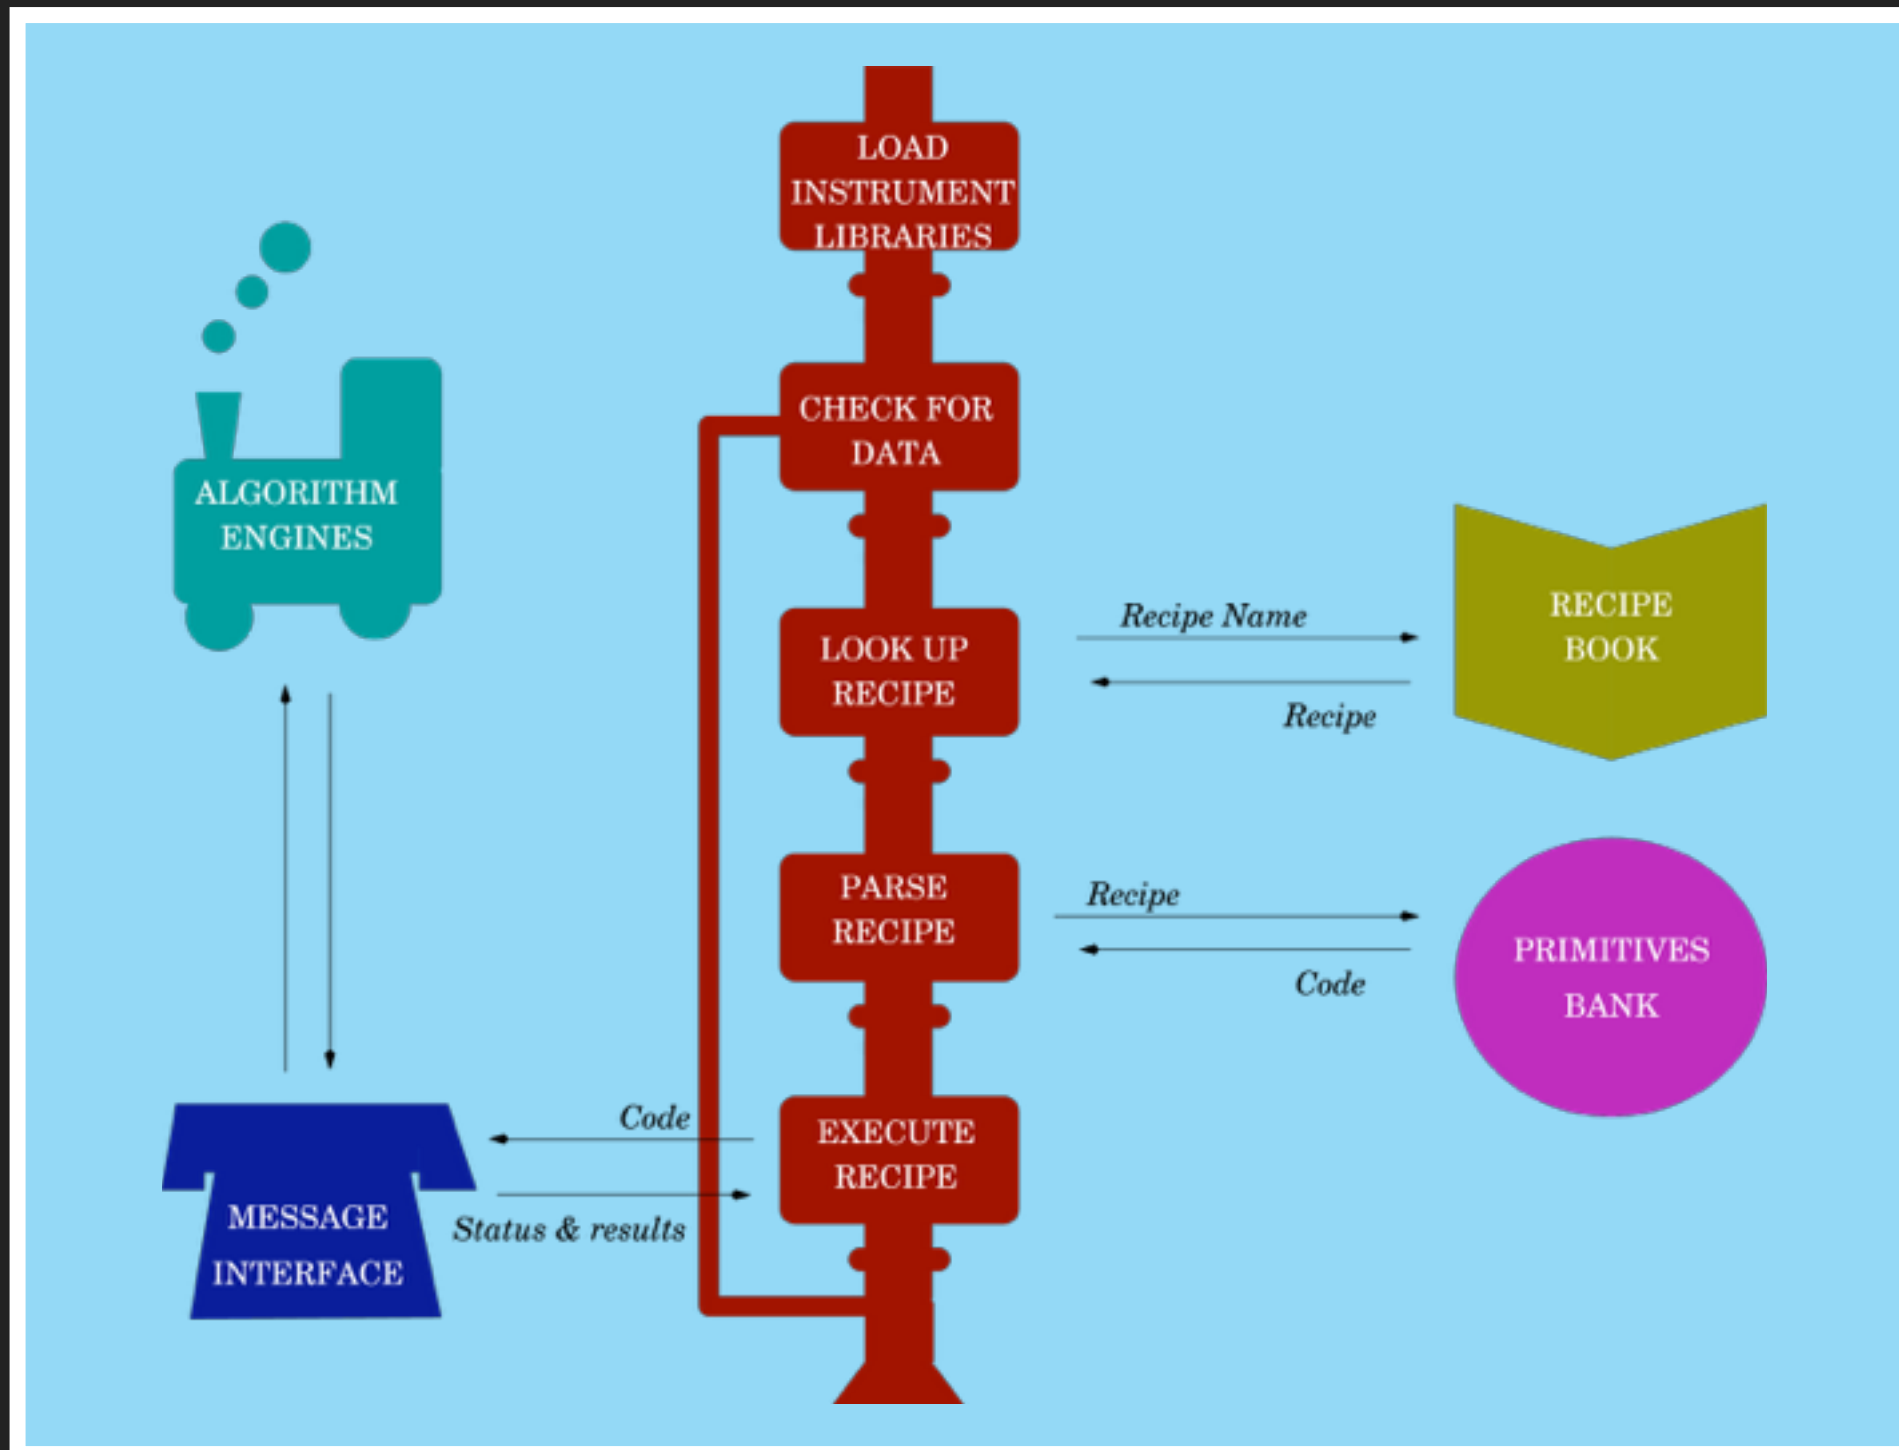 LOAD
INSTRUMENT
LIBRARIES
CHECK FOR
DATA
ALGORITHM
ENGINES
LOOK UP
RECIPE
Recipe Name
Recipe
RECIPE
BOOK
PARSE
RECIPE
Recipe
Code
PRIMITIVES
BANK
EXECUTE
RECIPE
Code
Status & results
MESSAGE
INTERFACE